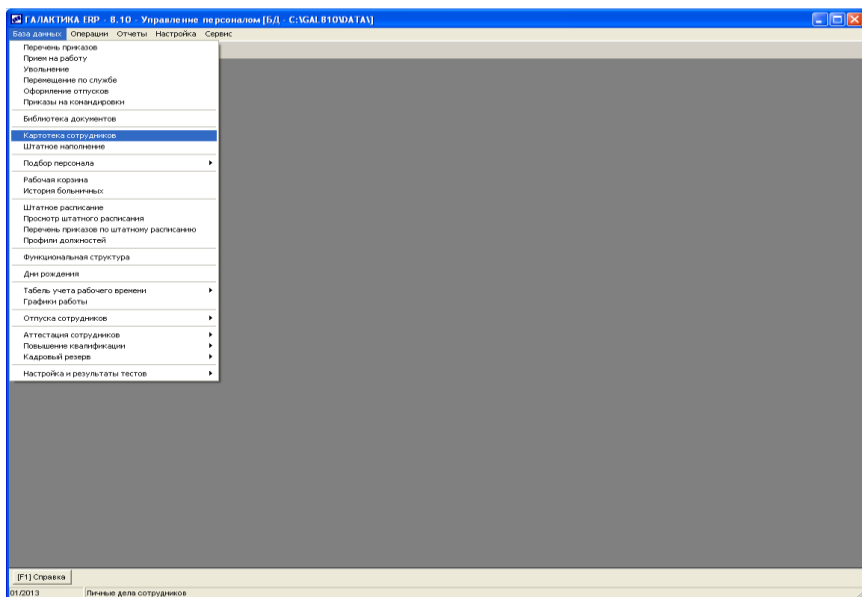 ГАЛАКТИКА ERP - 8.10 - Управление персоналом [БД - C:\GAL810\DATA\]
База данных Операции Отчеты Настройка Сервис
Перечень приказов
Прием на работу
Увольнение
Перемещение по службе
Оформление отпусков
Приказы на командировки
Библиотека документов
Картотека сотрудников
Штатное наполнение
Подбор персонала
Рабочая корзина
История больничных
Штатное расписание
Просмотр штатного расписания
Перечень приказов по штатному расписанию
Профили должностей
Функциональная структура
Дни рождения
Табель учета рабочего времени
Графики работы
Отпуска сотрудников
Аттестация сотрудников
Повышение квалификации
Кадровый резерв
Настройка и результаты тестов
[F1] Справка
01/2013 Личные дела сотрудников